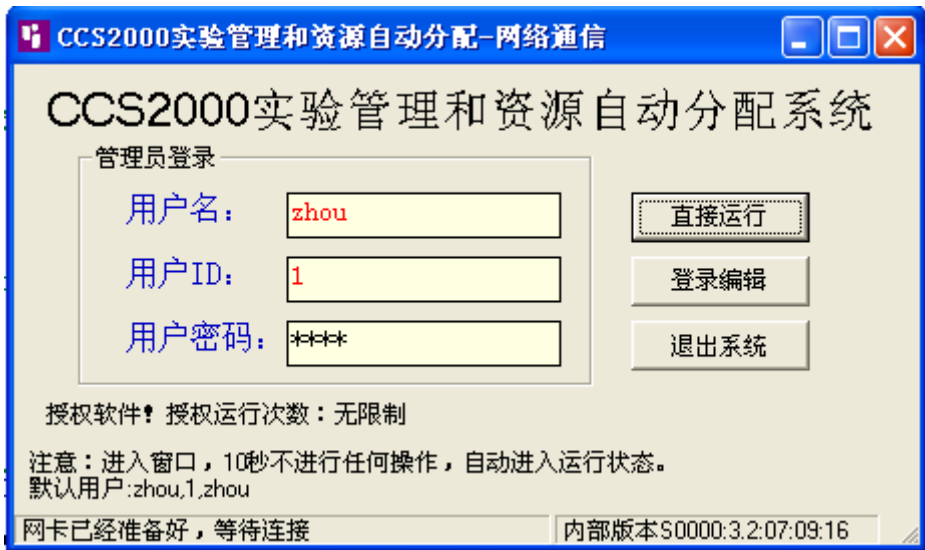 CCS2000实验管理和资源自动分配-网络通信
CCS2000实验管理和资源自动分配系统
管理员登录
用户名： zhou
直接运行
用户ID： 1
登录编辑
用户密码： ****
退出系统
授权软件！授权运行次数：无限制
注意：进入窗口，10秒不进行任何操作，自动进入运行状态。
默认用户:zhou,1,zhou
网卡已经准备好，等待连接 内部版本S0000:3.2:07:09:16